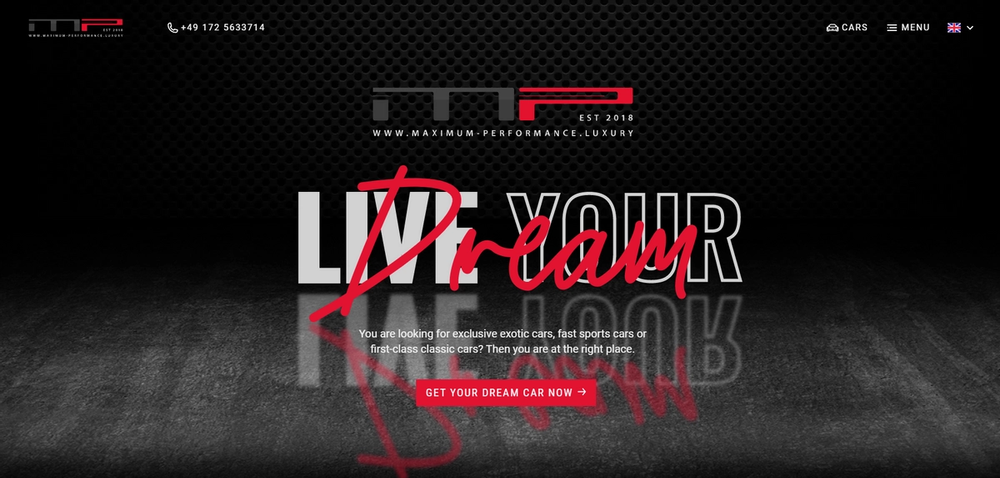 mp
EST 2018
WWW.MAXIMUM-PERFORMANCE.LUXURY
+49 172 5633714
CARS
MENU
mp
EST 2018
WWW.MAXIMUM-PERFORMANCE.LUXURY
LIVE YOUR
Dream
You are looking for exclusive exotic cars, fast sports cars or
first-class classic cars? Then you are at the right place.
GET YOUR DREAM CAR NOW →